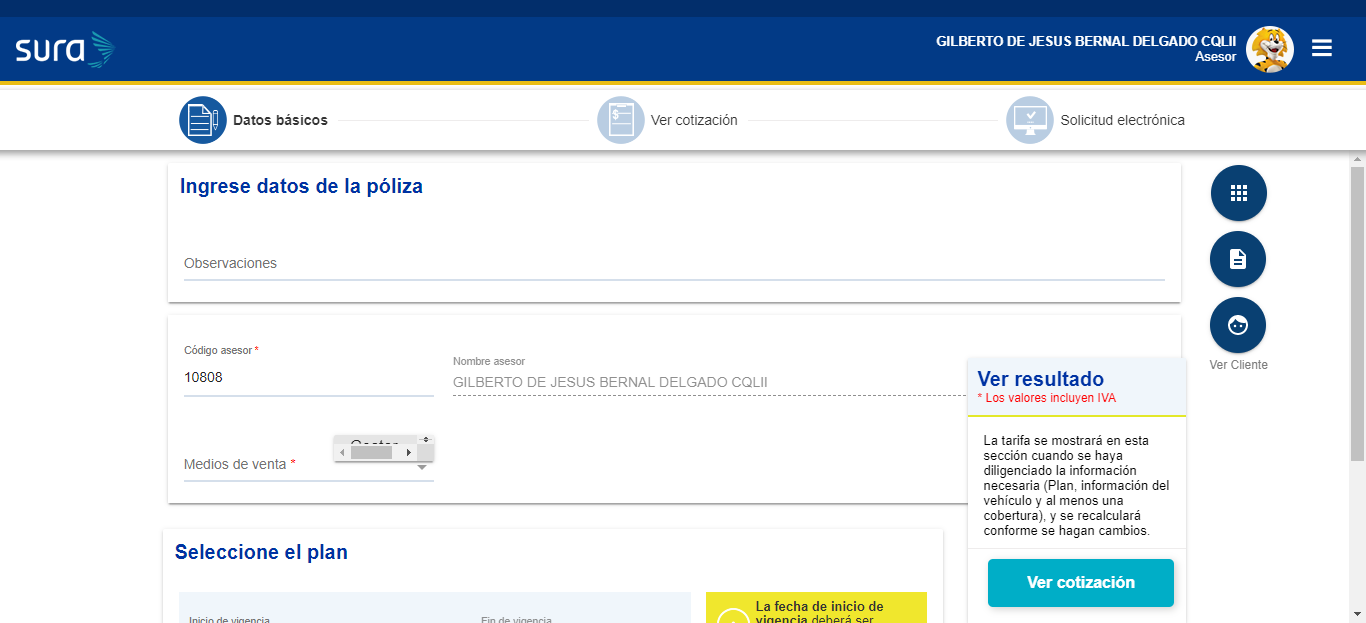 sura
GILBERTO DE JESUS BERNAL DELGADO CQLII
Asesor
Datos básicos
Ver cotización
Solicitud electrónica
Ingrese datos de la póliza
Observaciones
Código asesor *
10808
Nombre asesor
GILBERTO DE JESUS BERNAL DELGADO CQLII
Medios de venta *
Ver Cliente
Ver resultado
* Los valores incluyen IVA
La tarifa se mostrará en esta
sección cuando se haya
diligenciado la información
necesaria (Plan, información del
vehículo y al menos una
cobertura), y se recalculará
conforme se hagan cambios.
Ver cotización
Seleccione el plan
Inicio de vigencia
Fin de vigencia
La fecha de inicio de
vigencia deberá ser